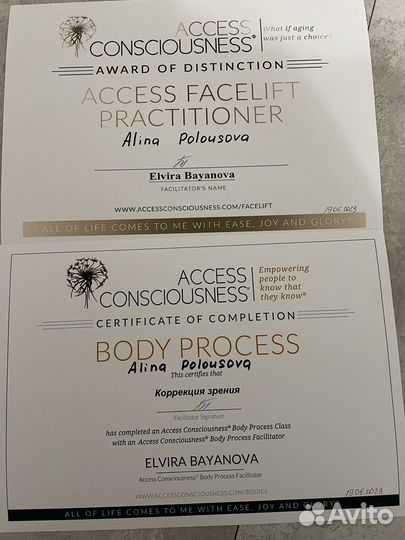 ACCESS
CONSCIOUSNESS®
What if aging
was just a choice?
AWARD OF DISTINCTION
ACCESS FACELIFT
PRACTITIONER
Alina Polousova
Elvira Bayanova
FACILITATOR'S NAME
WWW.ACCESSCONSCIOUSNESS.COM/FACELIFT
19.05.2023
ALL OF LIFE COMES TO ME WITH EASE, JOY AND GLORY®
ACCESS
CONSCIOUSNESS®
Empowering
people to
know that
they know®
CERTIFICATE OF COMPLETION
BODY PROCESS
Alina Polousova
This certifies that
Коррекция зрения
Facilitator Signature
has completed an Access Consciousness® Body Process Class
with an Access Consciousness® Body Process Facilitator
ELVIRA BAYANOVA
Access Consciousness® Body Process Facilitator
WWW.ACCESSCONSCIOUSNESS.COM/BODIES
19.05.2023
ALL OF LIFE COMES TO ME WITH EASE, JOY AND GLORY®
Avito